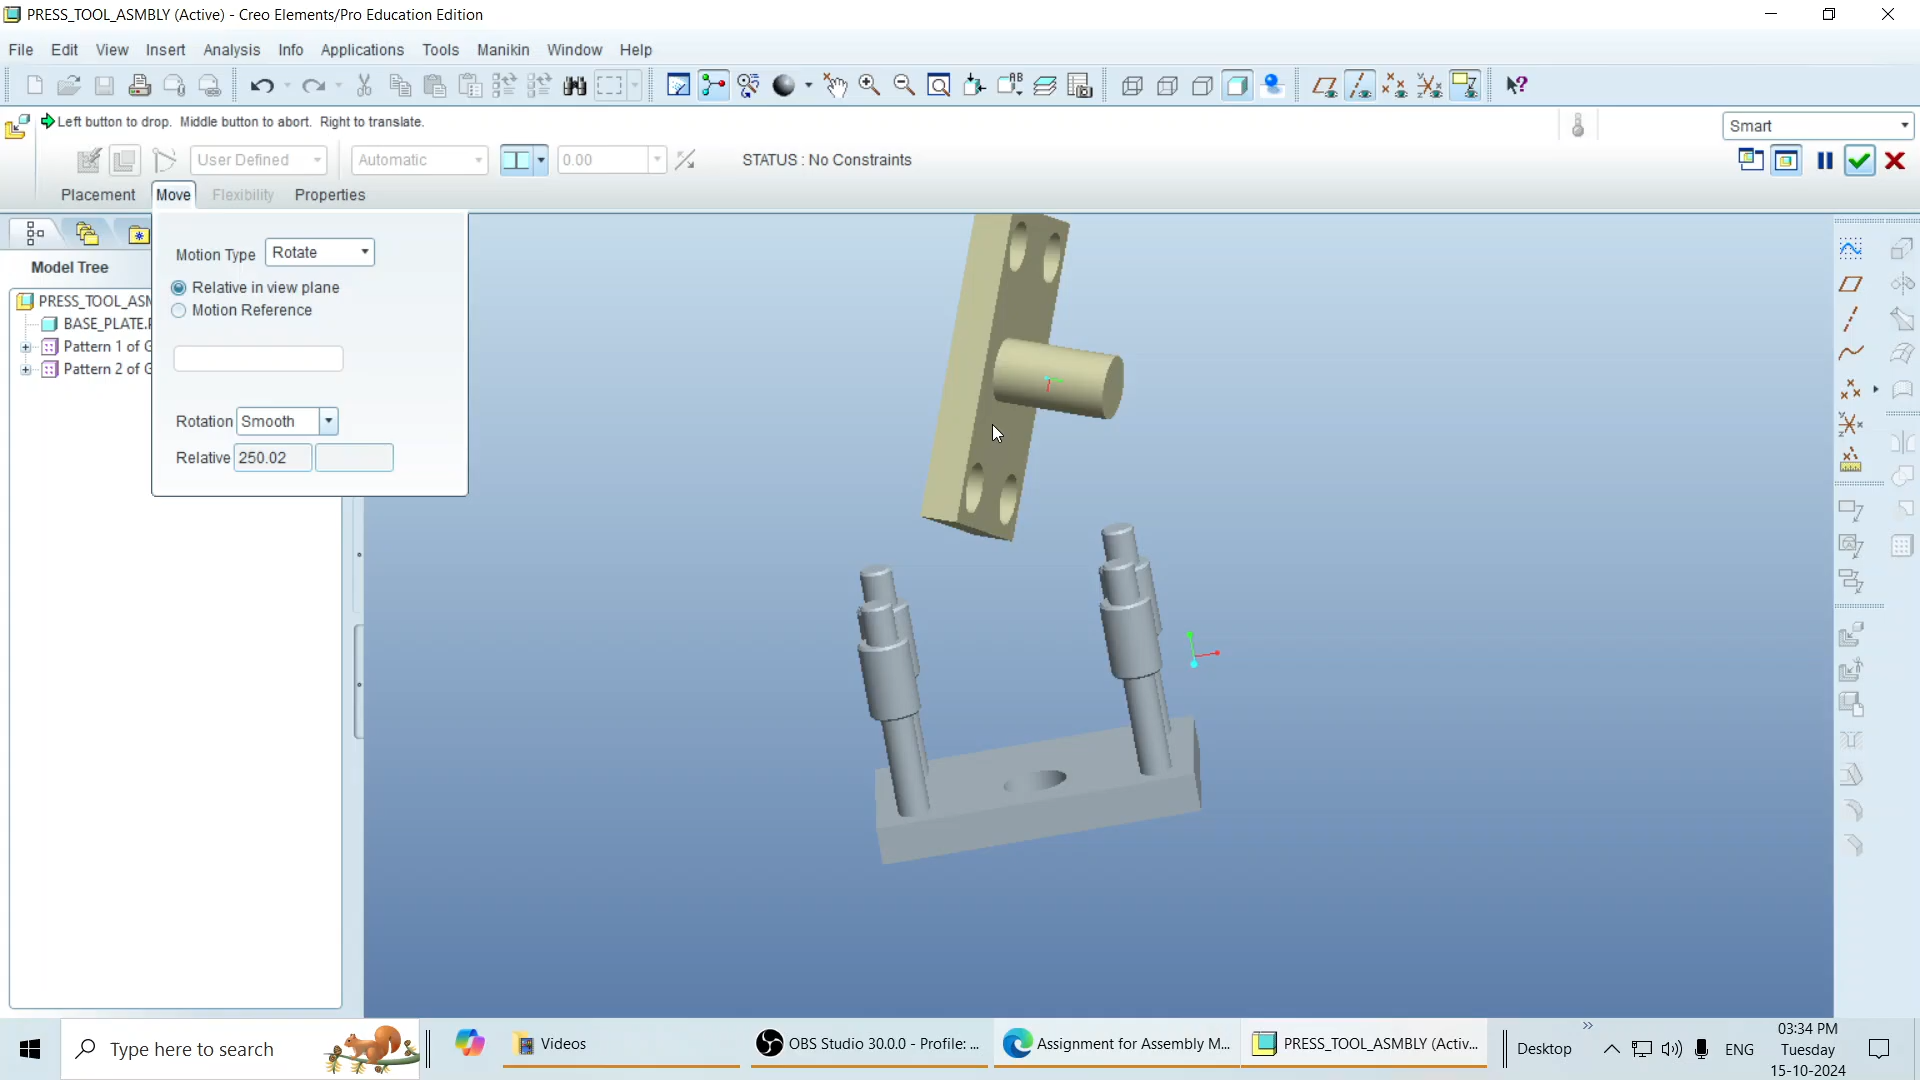 PRESS_TOOL_ASMBLY (Active) - Creo Elements/Pro Education Edition
File Edit View Insert Analysis Info Applications Tools Manikin Window Help
Left button to drop. Middle button to abort. Right to translate.
Smart
User Defined Automatic 0.00 STATUS : No Constraints
Placement Move Flexibility Properties
Motion Type Rotate
Model Tree
Relative in view plane
PRESS_TOOL_ASM
Motion Reference
BASE_PLATE.
Pattern 1 of G
Pattern 2 of G
Rotation Smooth
Relative 250.02
Type here to search
Videos
OBS Studio 30.0.0 - Profile: ...
Assignment for Assembly M...
PRESS_TOOL_ASMBLY (Activ...
Desktop
ENG
03:34 PM
Tuesday
15-10-2024